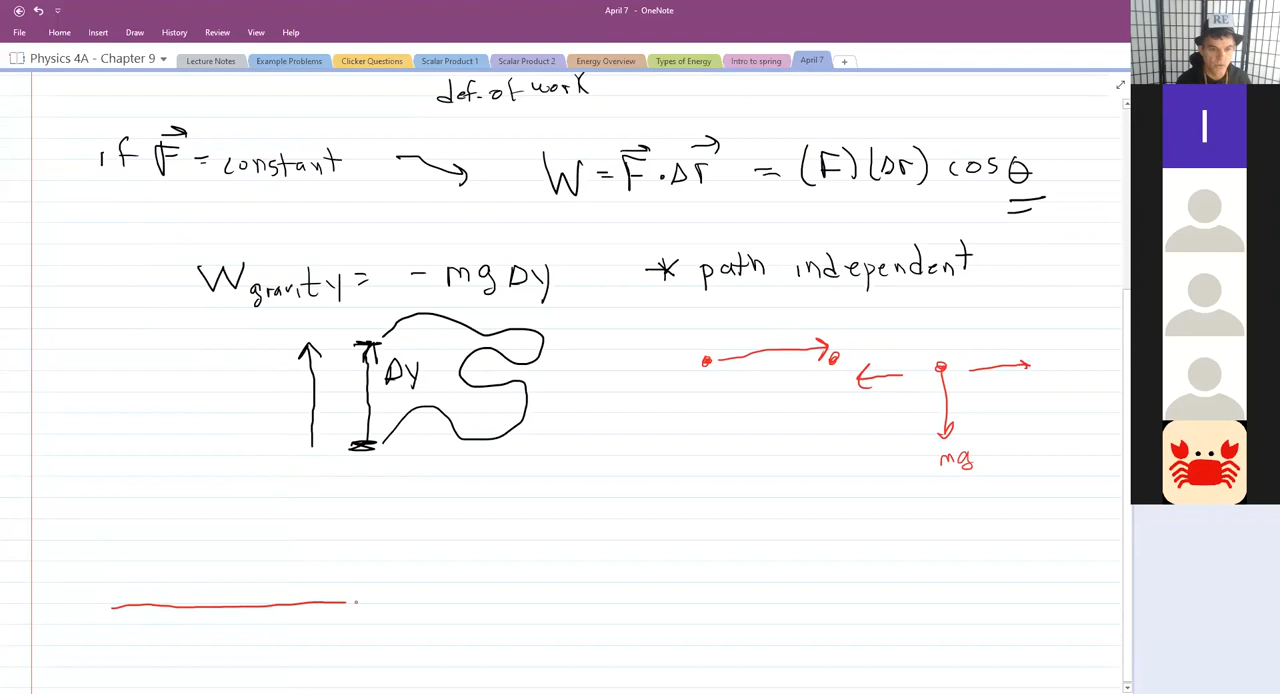 April 7 - OneNote
File Home Insert Draw History Review View Help
Physics 4A - Chapter 9 Lecture Notes Example Problems Clicker Questions Scalar Product 1 Scalar Product 2 Energy Overview Types of Energy Intro to spring April 7
RE
I
def. of work
if F⃗ = constant W = F⃗ · Δr⃗ = (F)(Δr) cos θ
Wgravity = - mg Δy * path independent
Δy
mg